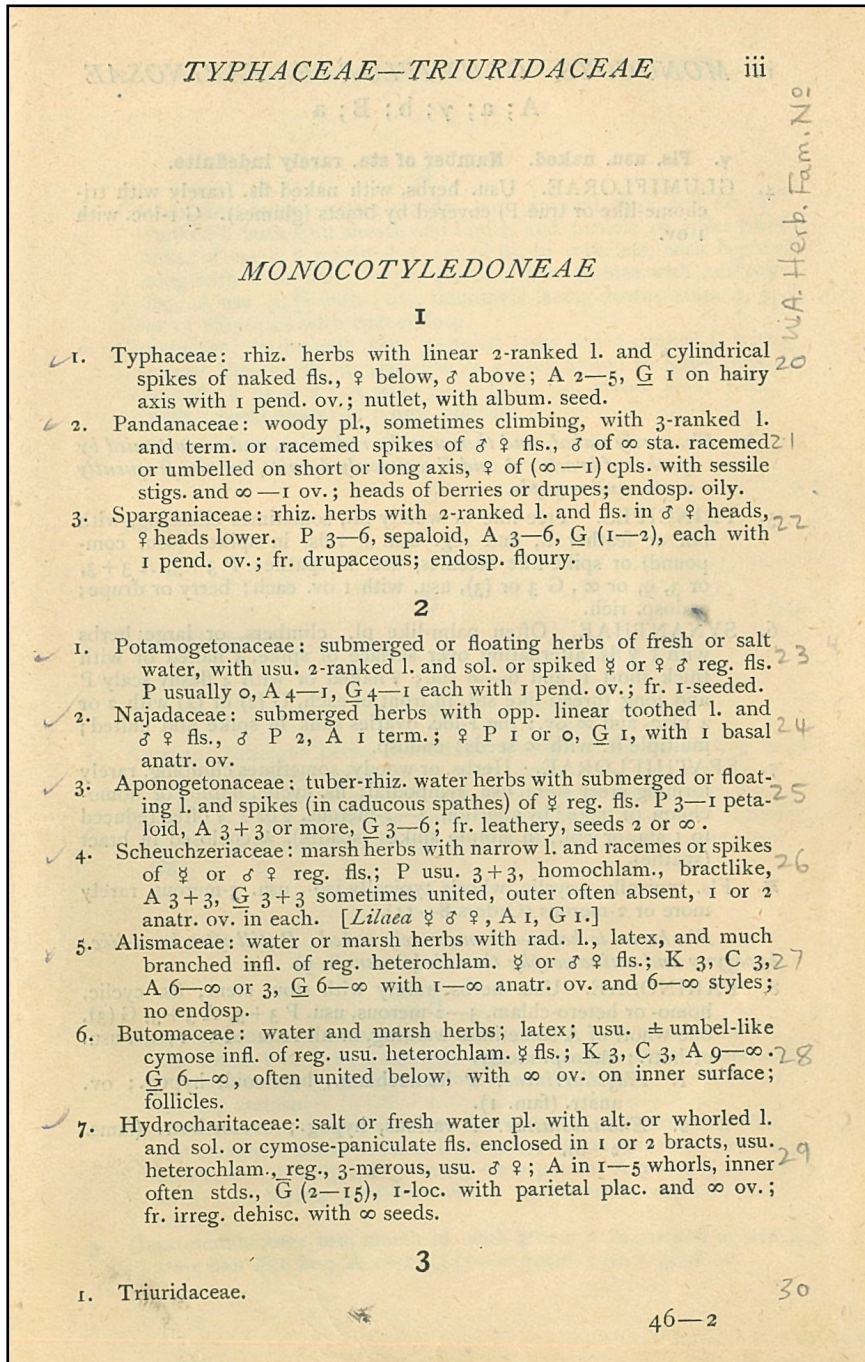 TYPHACEAE—TRIURIDACEAE iii
W.A. Herb. Fam. No
MONOCOTYLEDONEAE
1
1. Typhaceae: rhiz. herbs with linear 2-ranked l. and cylindrical 20
spikes of naked fls., ♀ below, ♂ above; A 2—5, G̲ 1 on hairy
axis with 1 pend. ov.; nutlet, with album. seed.
2. Pandanaceae: woody pl., sometimes climbing, with 3-ranked l.
and term. or racemed spikes of ♂ ♀ fls., ♂ of ∞ sta. racemed 21
or umbelled on short or long axis, ♀ of (∞—1) cpls. with sessile
stigs. and ∞—1 ov.; heads of berries or drupes; endosp. oily.
3. Sparganiaceae: rhiz. herbs with 2-ranked l. and fls. in ♂ ♀ heads, 22
♀ heads lower. P 3—6, sepaloid, A 3—6, G̲ (1—2), each with
1 pend. ov.; fr. drupaceous; endosp. floury.
2
1. Potamogetonaceae: submerged or floating herbs of fresh or salt
water, with usu. 2-ranked l. and sol. or spiked ☿ or ♀ ♂ reg. fls. 23
P usually 0, A 4—1, G̲ 4—1 each with 1 pend. ov.; fr. 1-seeded.
2. Najadaceae: submerged herbs with opp. linear toothed l. and
♂ ♀ fls., ♂ P 2, A 1 term.; ♀ P 1 or 0, G̲ 1, with 1 basal 24
anatr. ov.
3. Aponogetonaceae: tuber-rhiz. water herbs with submerged or float- 25
ing l. and spikes (in caducous spathes) of ☿ reg. fls. P 3—1 peta-
loid, A 3+3 or more, G̲ 3—6; fr. leathery, seeds 2 or ∞.
4. Scheuchzeriaceae: marsh herbs with narrow l. and racemes or spikes
of ☿ or ♂ ♀ reg. fls.; P usu. 3+3, homochlam., bractlike, 26
A 3+3, G̲ 3+3 sometimes united, outer often absent, 1 or 2
anatr. ov. in each. [Lilaea ☿ ♂ ♀, A 1, G 1.]
5. Alismaceae: water or marsh herbs with rad. l., latex, and much
branched infl. of reg. heterochlam. ☿ or ♂ ♀ fls.; K 3, C 3, 27
A 6—∞ or 3, G̲ 6—∞ with 1—∞ anatr. ov. and 6—∞ styles;
no endosp.
6. Butomaceae: water and marsh herbs; latex; usu. ± umbel-like
cymose infl. of reg. usu. heterochlam. ☿ fls.; K 3, C 3, A 9—∞. 28
G̲ 6—∞, often united below, with ∞ ov. on inner surface;
follicles.
7. Hydrocharitaceae: salt or fresh water pl. with alt. or whorled l.
and sol. or cymose-paniculate fls. enclosed in 1 or 2 bracts, usu. 29
heterochlam., reg., 3-merous, usu. ♂ ♀; A in 1—5 whorls, inner
often stds., G̅ (2—15), 1-loc. with parietal plac. and ∞ ov.;
fr. irreg. dehisc. with ∞ seeds.
3
1. Triuridaceae. 30
46—2